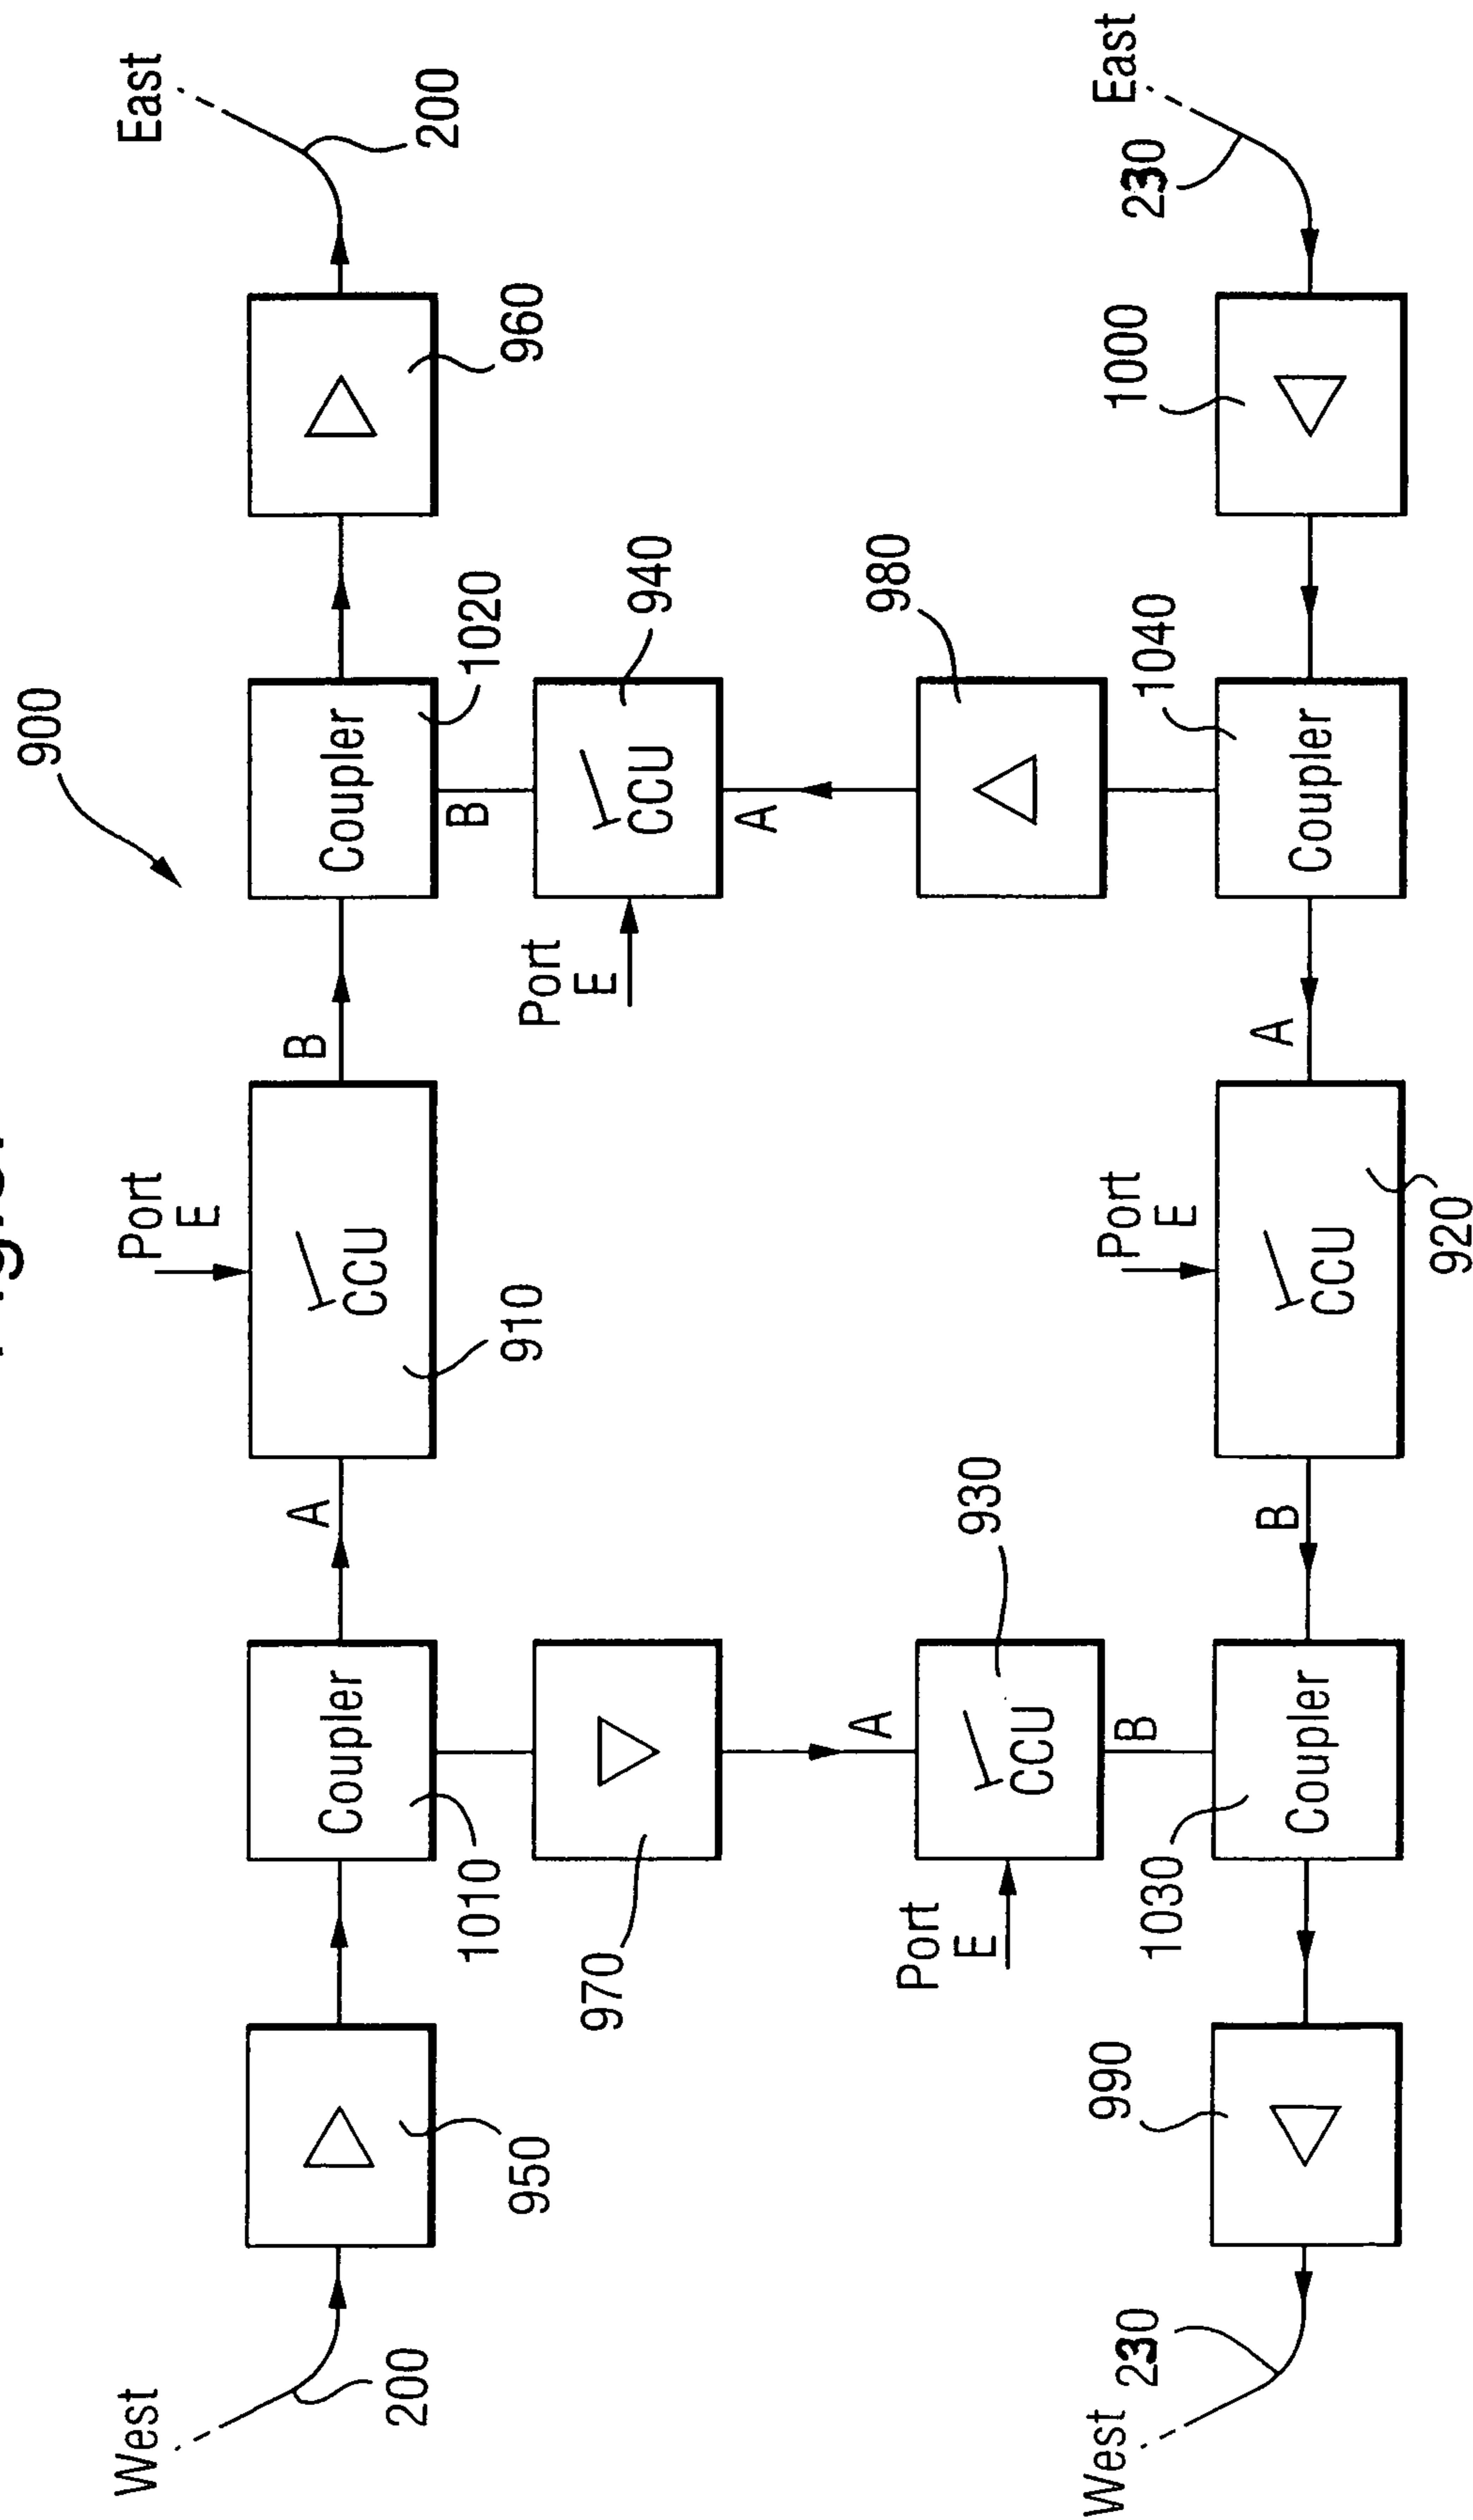 900
West
200
950
Coupler
1010
A
Port
E
CCU
910
B
Coupler
1020
960
East
200
970
B
CCU
940
Port
E
A
A
CCU
930
Port
E
B
980
West
230
990
Coupler
1030
B
Port
E
CCU
920
A
Coupler
1040
1000
East
230